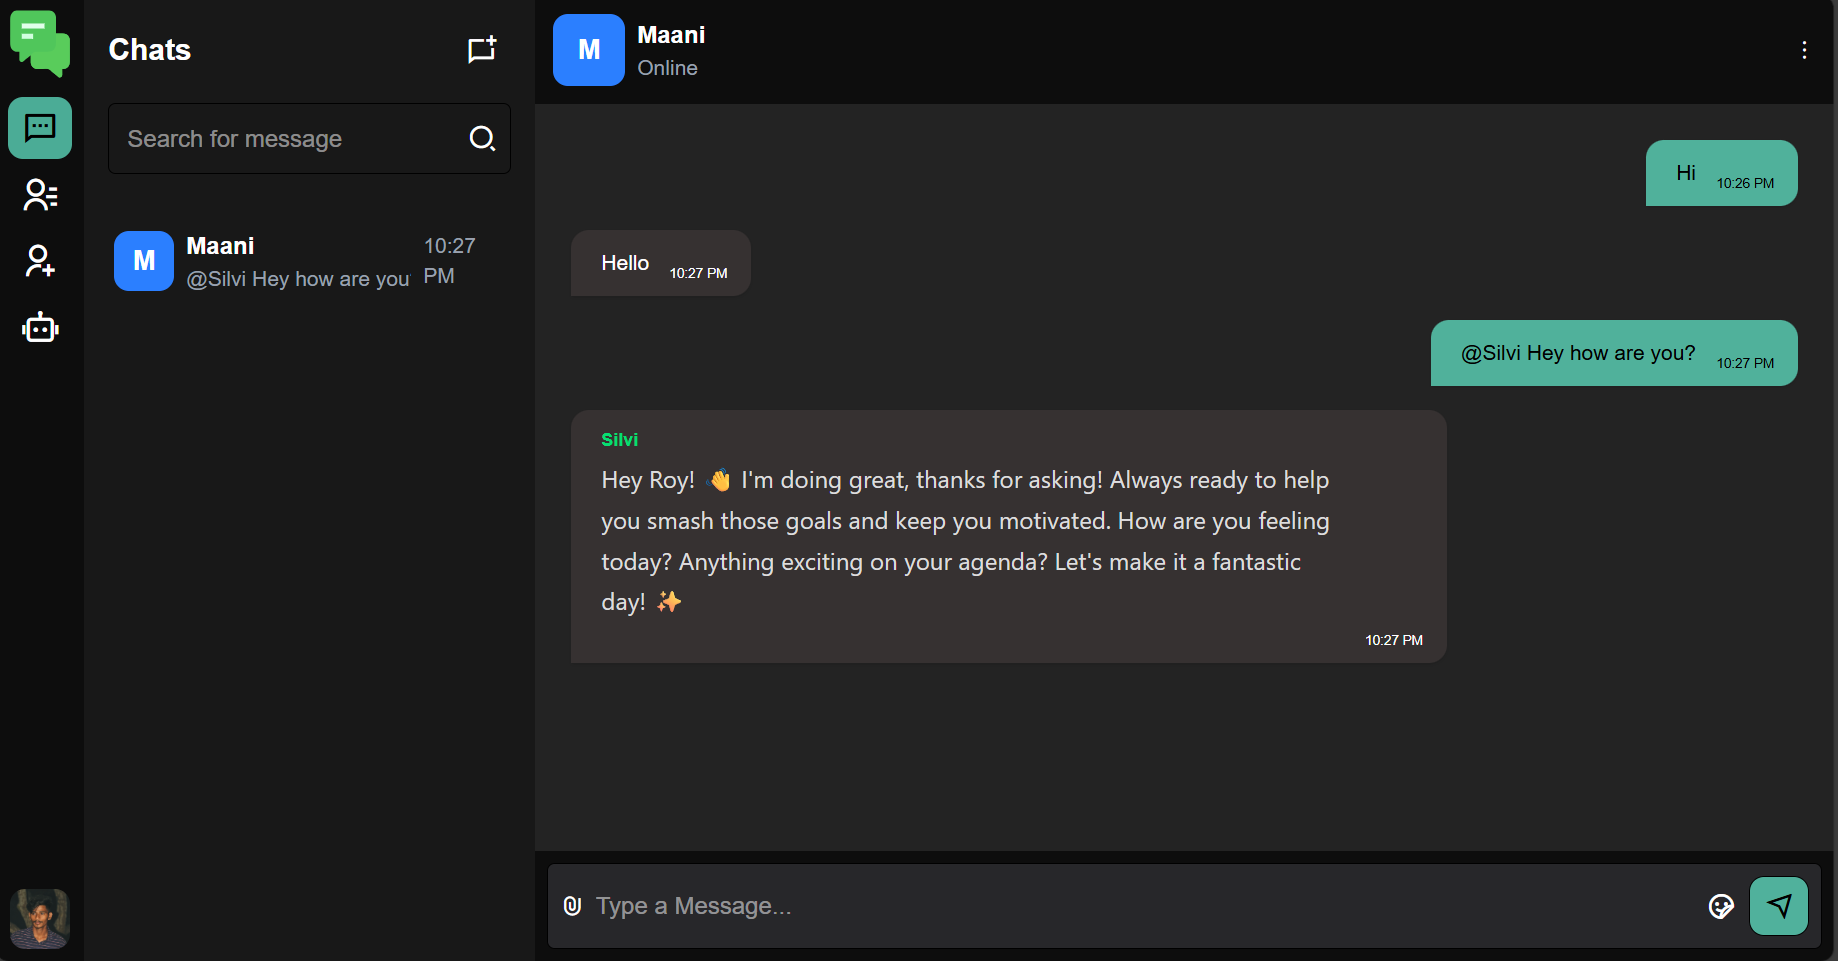 Chats
Search for message
M
Maani
10:27
@Silvi Hey how are you
PM
M
Maani
Online
Hi
10:26 PM
Hello
10:27 PM
@Silvi Hey how are you?
10:27 PM
Silvi
Hey Roy! 👋 I'm doing great, thanks for asking! Always ready to help
you smash those goals and keep you motivated. How are you feeling
today? Anything exciting on your agenda? Let's make it a fantastic
day! ✨
10:27 PM
Type a Message...